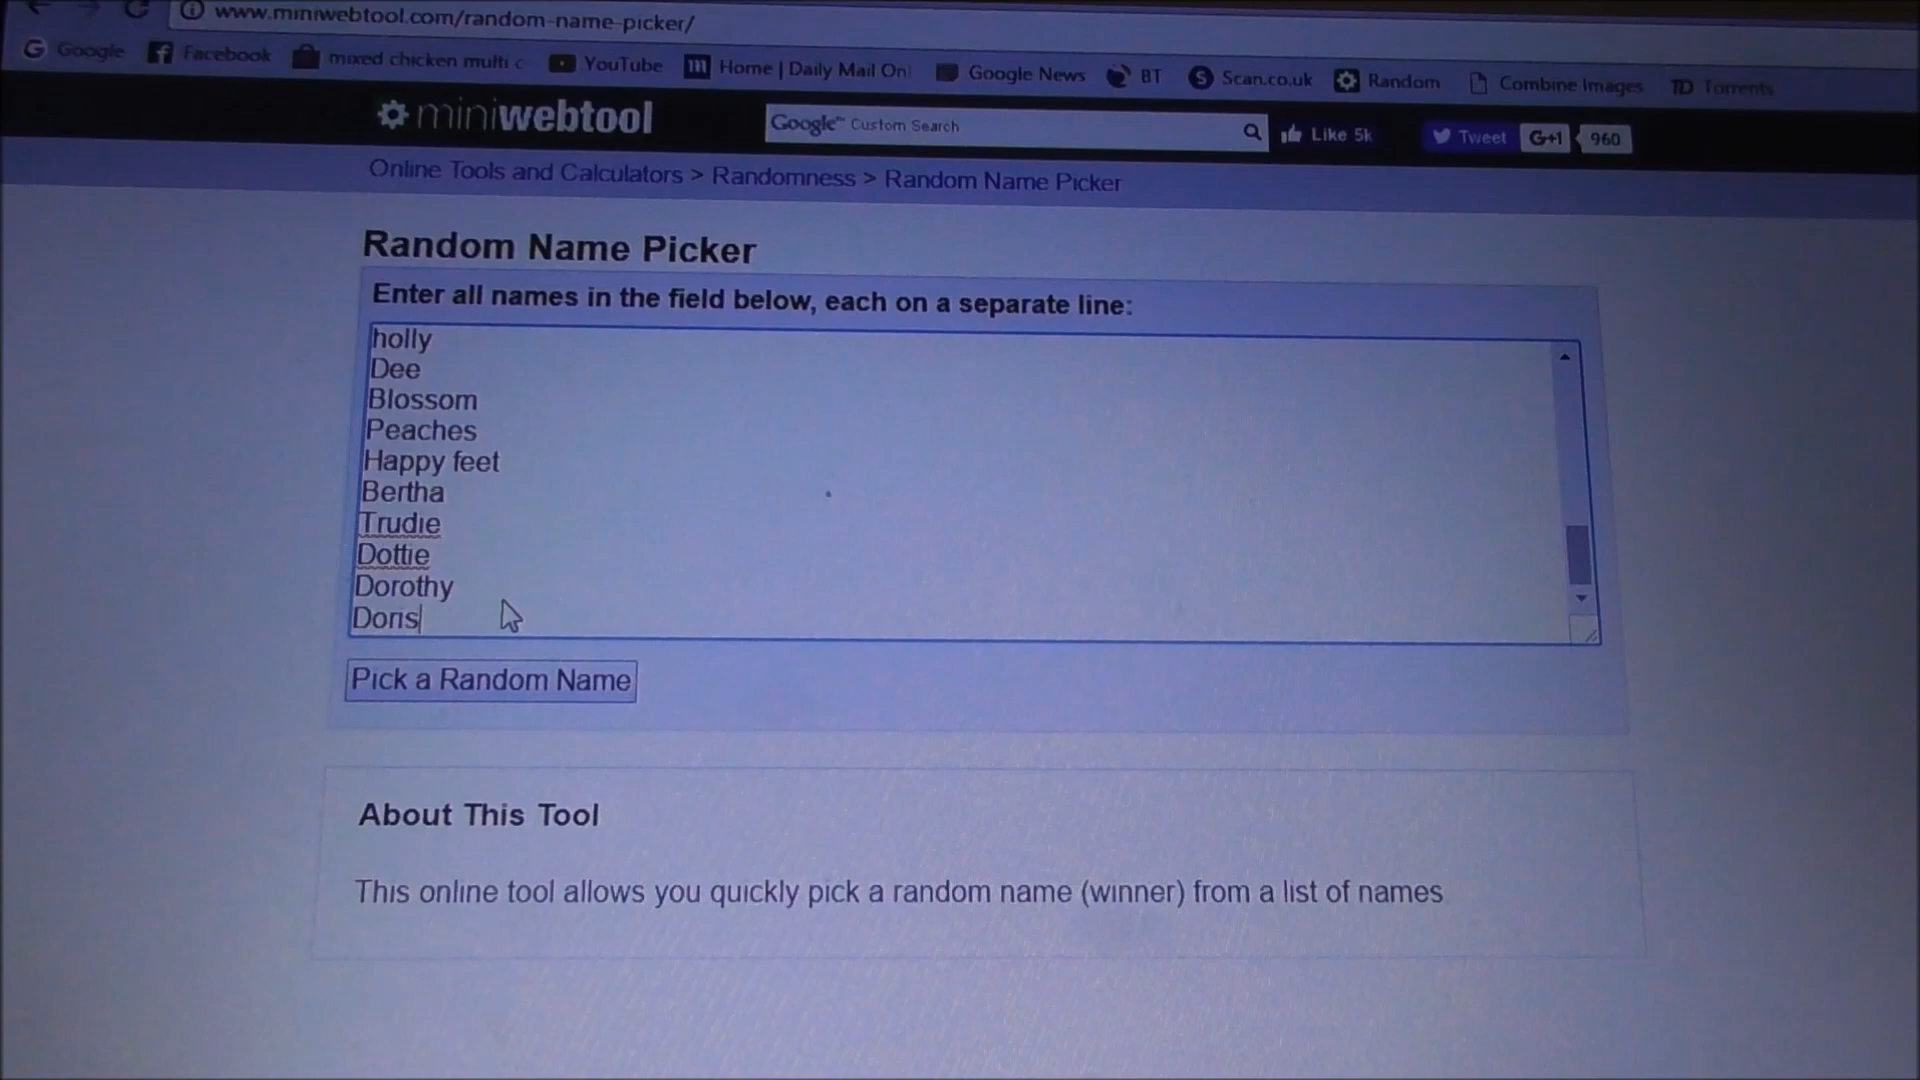 www.miniwebtool.com/random-name-picker/
Google Facebook mixed chicken multi c YouTube Home | Daily Mail Onl Google News BT Scan.co.uk Random Combine Images TD Torrents
miniwebtool Google™ Custom Search Like 5k Tweet G+1 960
Online Tools and Calculators > Randomness > Random Name Picker
Random Name Picker
Enter all names in the field below, each on a separate line:
holly
Dee
Blossom
Peaches
Happy feet
Bertha
Trudie
Dottie
Dorothy
Doris
Pick a Random Name
About This Tool
This online tool allows you quickly pick a random name (winner) from a list of names